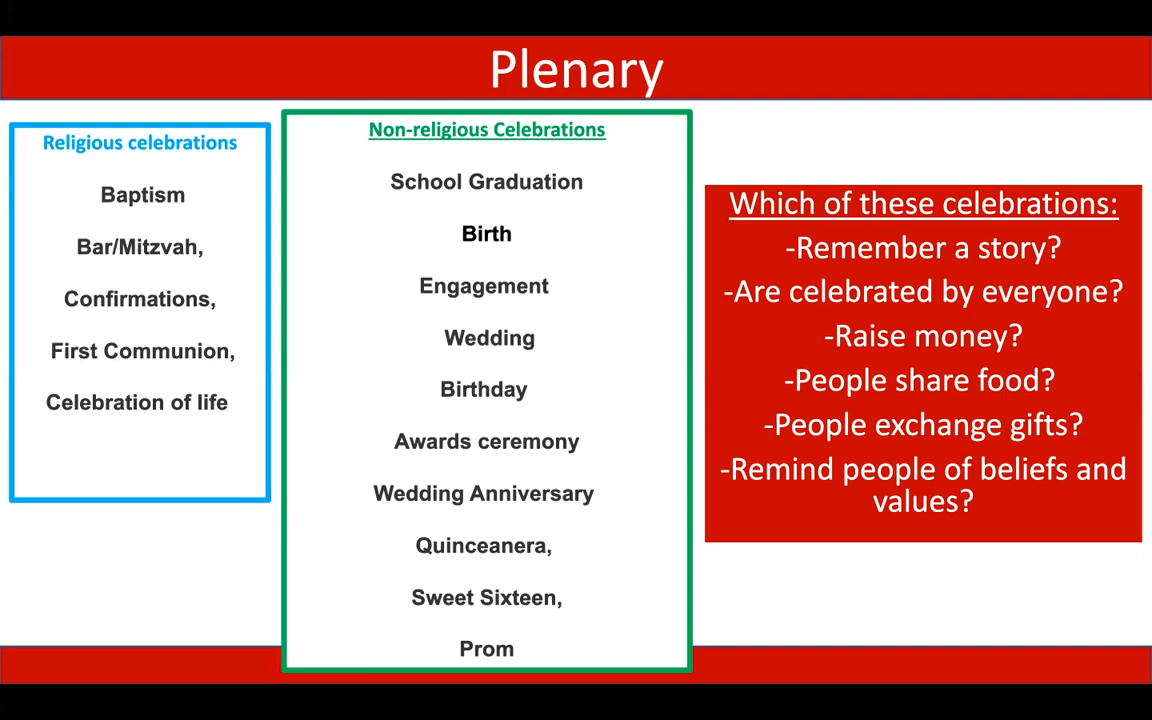 Plenary
Religious celebrations
Baptism
Bar/Mitzvah,
Confirmations,
First Communion,
Celebration of life
Non-religious Celebrations
School Graduation
Birth
Engagement
Wedding
Birthday
Awards ceremony
Wedding Anniversary
Quinceanera,
Sweet Sixteen,
Prom
Which of these celebrations:
-Remember a story?
-Are celebrated by everyone?
-Raise money?
-People share food?
-People exchange gifts?
-Remind people of beliefs and
values?